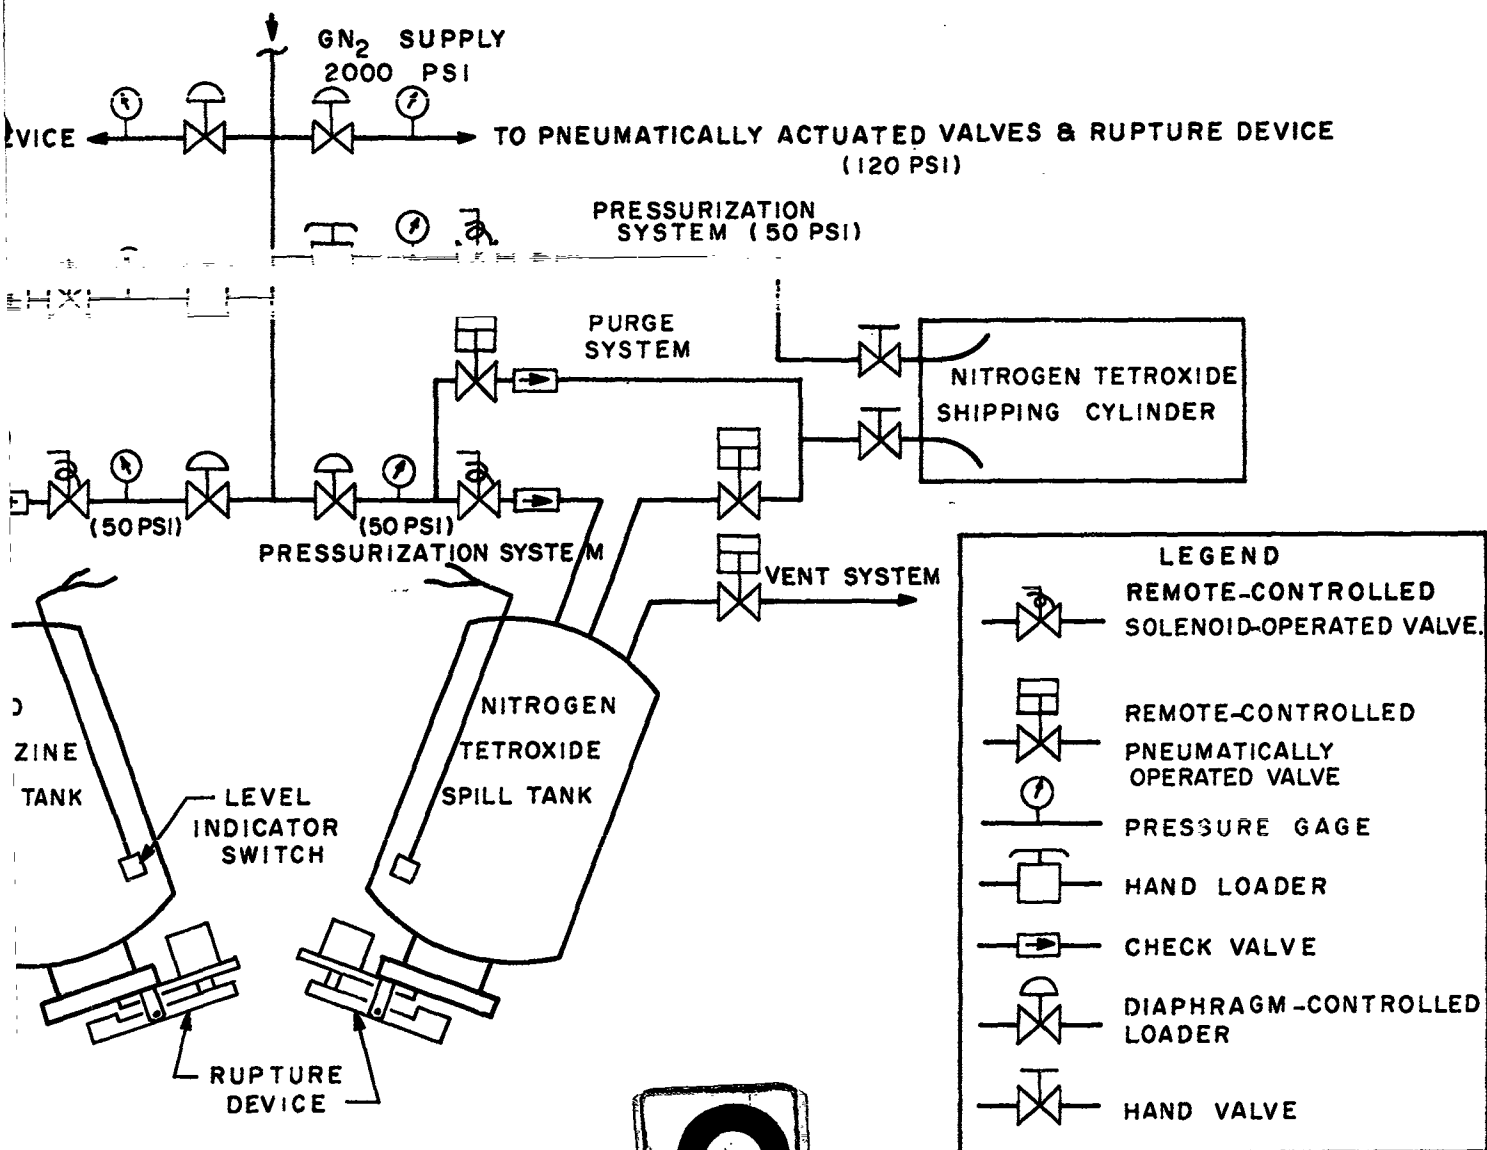 GN2 SUPPLY
2000 PSI
VICE
TO PNEUMATICALLY ACTUATED VALVES & RUPTURE DEVICE
(120 PSI)
PRESSURIZATION
SYSTEM (50 PSI)
PURGE
SYSTEM
NITROGEN TETROXIDE
SHIPPING CYLINDER
(50 PSI)
(50 PSI)
PRESSURIZATION SYSTEM
VENT SYSTEM
NITROGEN
TETROXIDE
SPILL TANK
ZINE
TANK
LEVEL
INDICATOR
SWITCH
RUPTURE
DEVICE
LEGEND
REMOTE-CONTROLLED
SOLENOID-OPERATED VALVE.
REMOTE-CONTROLLED
PNEUMATICALLY
OPERATED VALVE
PRESSURE GAGE
HAND LOADER
CHECK VALVE
DIAPHRAGM-CONTROLLED
LOADER
HAND VALVE